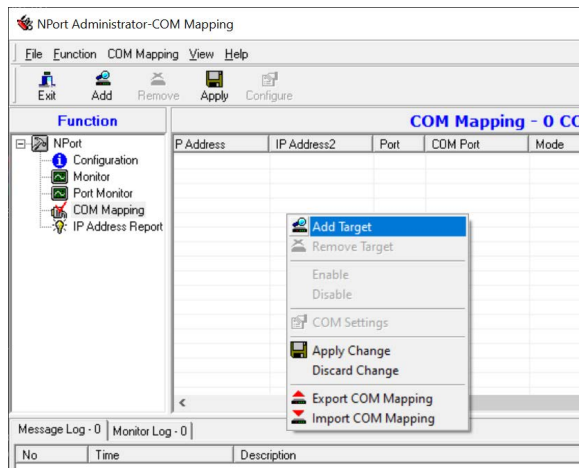 NPort Administrator-COM Mapping
File Function COM Mapping View Help
Exit Add Remove Apply Configure
Function
COM Mapping - 0 CO
NPort
Configuration
Monitor
Port Monitor
COM Mapping
IP Address Report
P Address IP Address2 Port COM Port Mode
Add Target
Remove Target
Enable
Disable
COM Settings
Apply Change
Discard Change
Export COM Mapping
Import COM Mapping
Message Log - 0 Monitor Log - 0
No Time Description